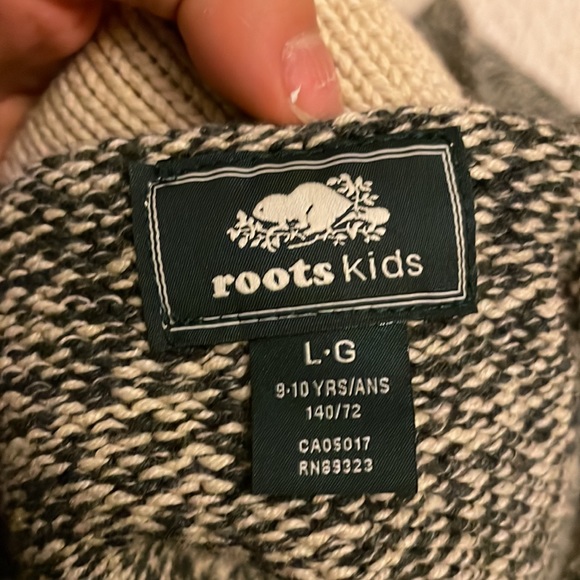 roots kids
L·G
9-10 YRS/ANS
140/72
CA05017
RN89323